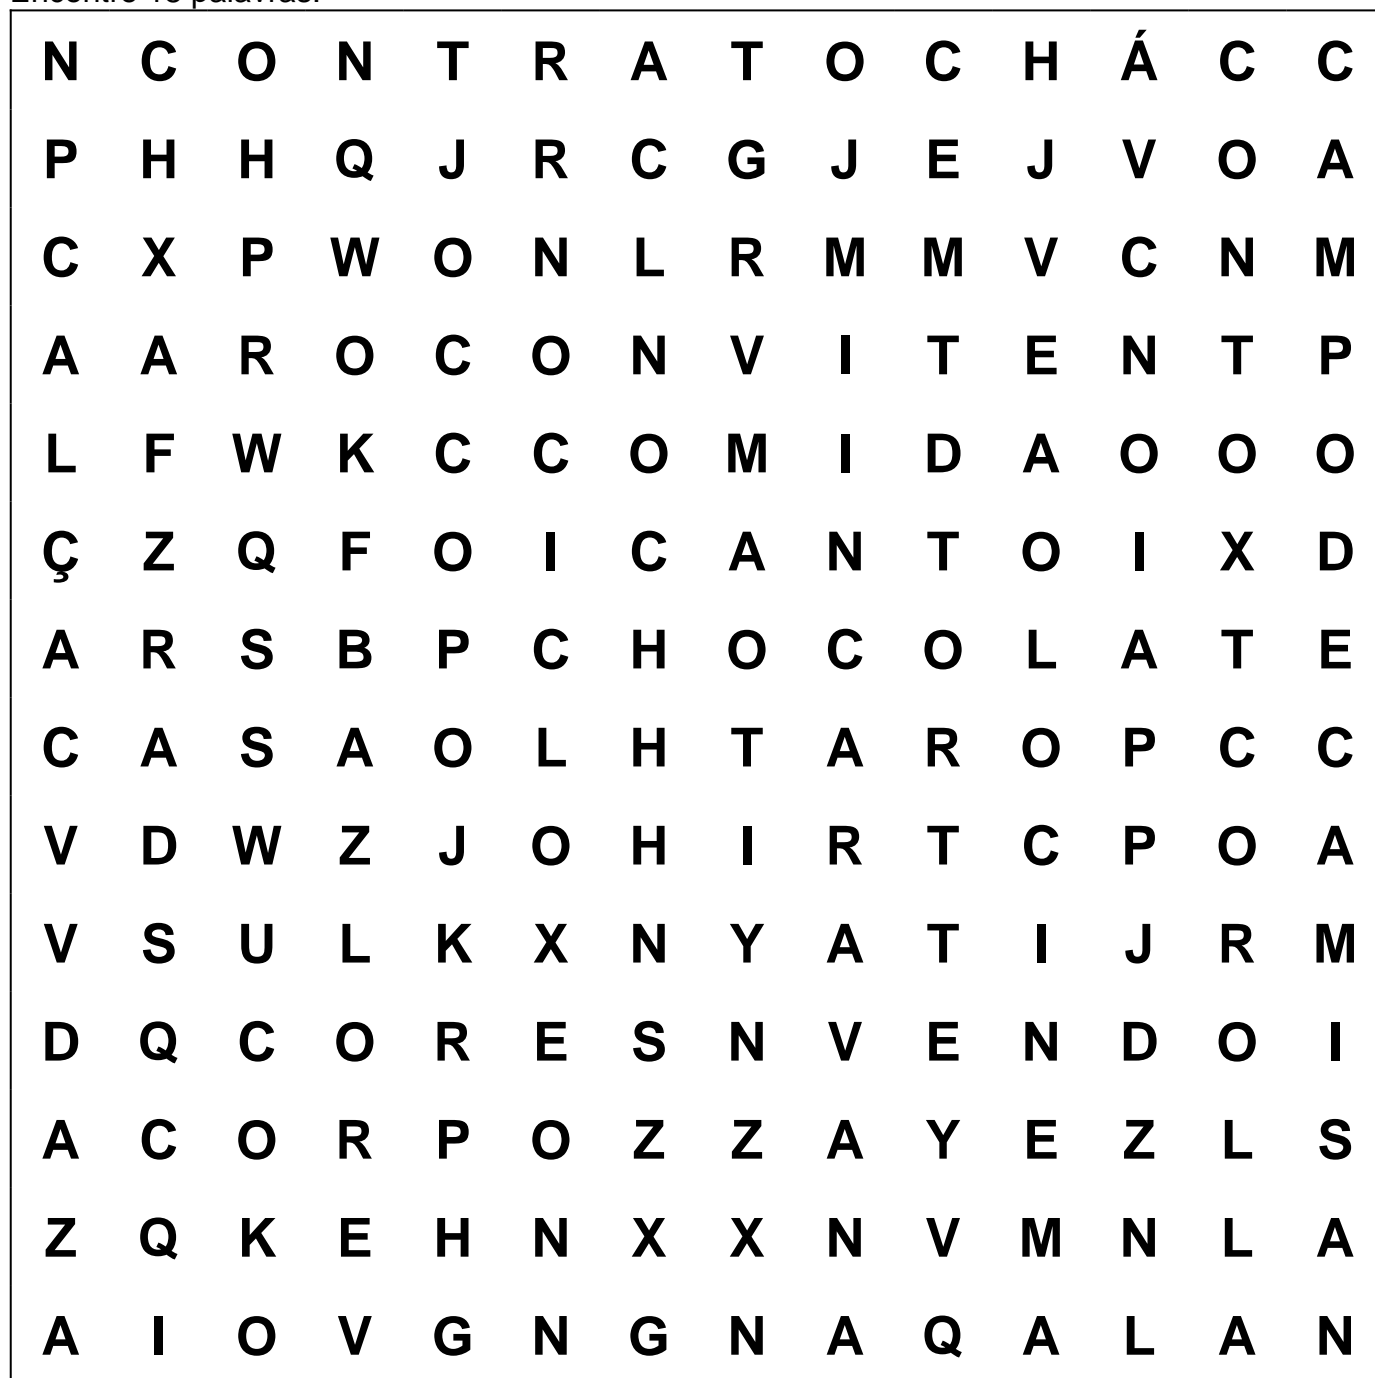 N C O N T R A T O C H Á C C
P H H Q J R C G J E J V O A
C X P W O N L R M M V C N M
A A R O C O N V I T E N T P
L F W K C C O M I D A O O O
Ç Z Q F O I C A N T O I X D
A R S B P C H O C O L A T E
C A S A O L H T A R O P C C
V D W Z J O H I R T C P O A
V S U L K X N Y A T I J R M
D Q C O R E S N V E N D O I
A C O R P O Z Z A Y E Z L S
Z Q K E H N X X N V M N L A
A I O V G N G N A Q A L A N